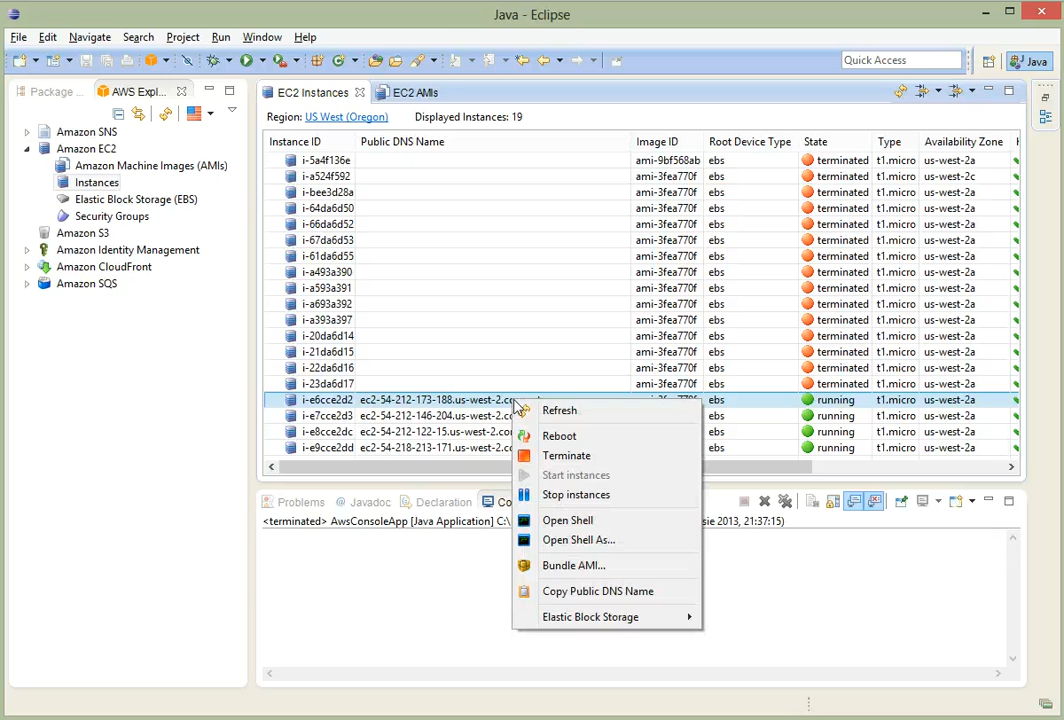 Java - Eclipse
File Edit Navigate Search Project Run Window Help
Quick Access
Java
Package ...
AWS Expl...
EC2 Instances
EC2 AMIs
Amazon SNS
Amazon EC2
Amazon Machine Images (AMIs)
Instances
Elastic Block Storage (EBS)
Security Groups
Amazon S3
Amazon Identity Management
Amazon CloudFront
Amazon SQS
Region: US West (Oregon) Displayed Instances: 19
Instance ID Public DNS Name Image ID Root Device Type State Type Availability Zone
i-5a4f136e ami-9bf568ab ebs terminated t1.micro us-west-2a
i-a524f592 ami-3fea770f ebs terminated t1.micro us-west-2c
i-bee3d28a ami-3fea770f ebs terminated t1.micro us-west-2a
i-64da6d50 ami-3fea770f ebs terminated t1.micro us-west-2a
i-66da6d52 ami-3fea770f ebs terminated t1.micro us-west-2a
i-67da6d53 ami-3fea770f ebs terminated t1.micro us-west-2a
i-61da6d55 ami-3fea770f ebs terminated t1.micro us-west-2a
i-a493a390 ami-3fea770f ebs terminated t1.micro us-west-2a
i-a593a391 ami-3fea770f ebs terminated t1.micro us-west-2a
i-a693a392 ami-3fea770f ebs terminated t1.micro us-west-2a
i-a393a397 ami-3fea770f ebs terminated t1.micro us-west-2a
i-20da6d14 ami-3fea770f ebs terminated t1.micro us-west-2a
i-21da6d15 ami-3fea770f ebs terminated t1.micro us-west-2a
i-22da6d16 ami-3fea770f ebs terminated t1.micro us-west-2a
i-23da6d17 ami-3fea770f ebs terminated t1.micro us-west-2a
i-e6cce2d2 ec2-54-212-173-188.us-west-2.co running t1.micro us-west-2a
i-e7cce2d3 ec2-54-212-146-204.us-west-2.c running t1.micro us-west-2a
i-e8cce2dc ec2-54-212-122-15.us-west-2.co running t1.micro us-west-2a
i-e9cce2dd ec2-54-218-213-171.us-west-2.c running t1.micro us-west-2a
Refresh
Reboot
Terminate
Start instances
Stop instances
Open Shell
Open Shell As...
Bundle AMI...
Copy Public DNS Name
Elastic Block Storage
Problems @ Javadoc Declaration Co
<terminated> AwsConsoleApp [Java Application] C:\ sie 2013, 21:37:15)